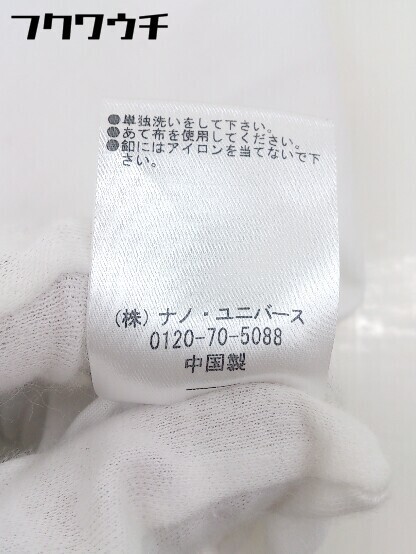 フクウウチ
●単独洗いをして下さい。
●あて布を使用してください。
●釦にはアイロンを当てないで下
さい。
(株) ナノ・ユニバース
0120-70-5088
中国製